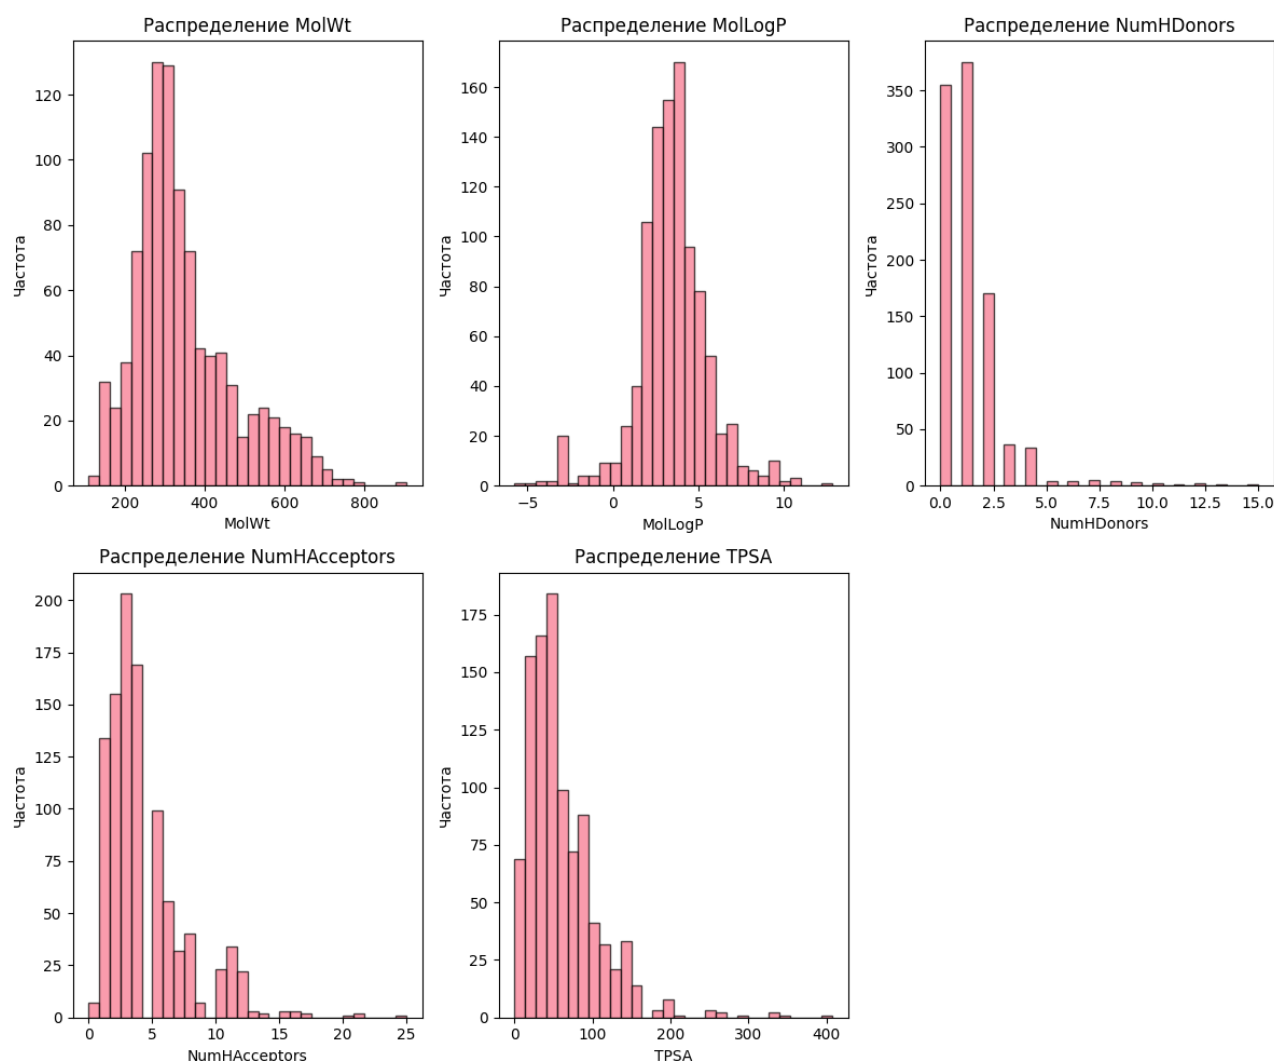 Распределение MolWt
Частота
120
100
80
60
40
20
0
200 400 600 800
MolWt
Распределение MolLogP
Частота
160
140
120
100
80
60
40
20
0
−5 0 5 10
MolLogP
Распределение NumHDonors
Частота
350
300
250
200
150
100
50
0
0.0 2.5 5.0 7.5 10.0 12.5 15.0
NumHDonors
Распределение NumHAcceptors
Частота
200
175
150
125
100
75
50
25
0
0 5 10 15 20 25
NumHAcceptors
Распределение TPSA
Частота
175
150
125
100
75
50
25
0
0 100 200 300 400
TPSA